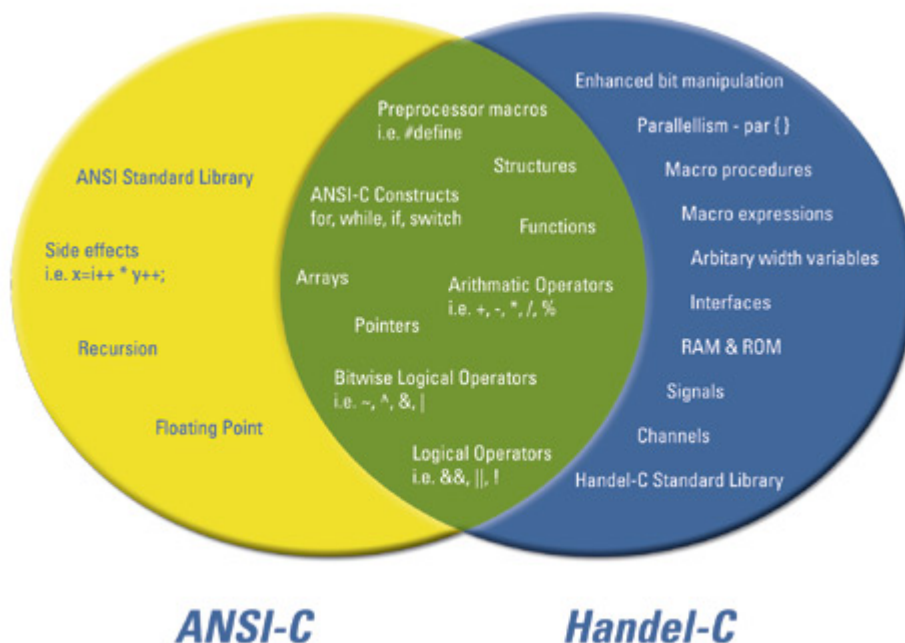 ANSI Standard Library
Side effects
i.e. x=i++ * y++;
Recursion
Floating Point
Preprocessor macros
i.e. #define
Structures
ANSI-C Constructs
for, while, if, switch
Functions
Arrays
Arithmatic Operators
i.e. +, -, *, /, %
Pointers
Bitwise Logical Operators
i.e. ~, ^, &, |
Logical Operators
i.e. &&, ||, !
Enhanced bit manipulation
Parallellism - par { }
Macro procedures
Macro expressions
Arbitary width variables
Interfaces
RAM & ROM
Signals
Channels
Handel-C Standard Library
ANSI-C
Handel-C